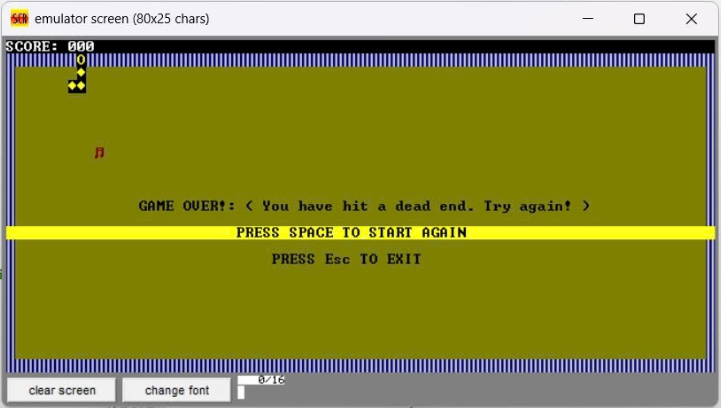 emulator screen (80x25 chars)
SCORE: 000
GAME OVER!: < You have hit a dead end. Try again! >
PRESS SPACE TO START AGAIN
PRESS Esc TO EXIT
clear screen
change font
0/16